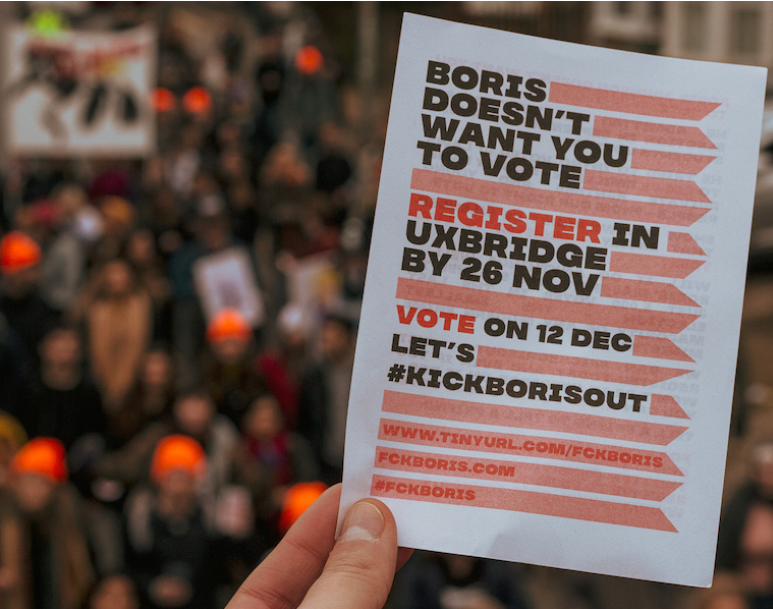 BORIS
DOESN'T
WANT YOU
TO VOTE
REGISTER IN
UXBRIDGE
BY 26 NOV
VOTE ON 12 DEC
LET'S
#KICKBORISOUT
WWW.TINYURL.COM/FCKBORIS
FCKBORIS.COM
#FCKBORIS